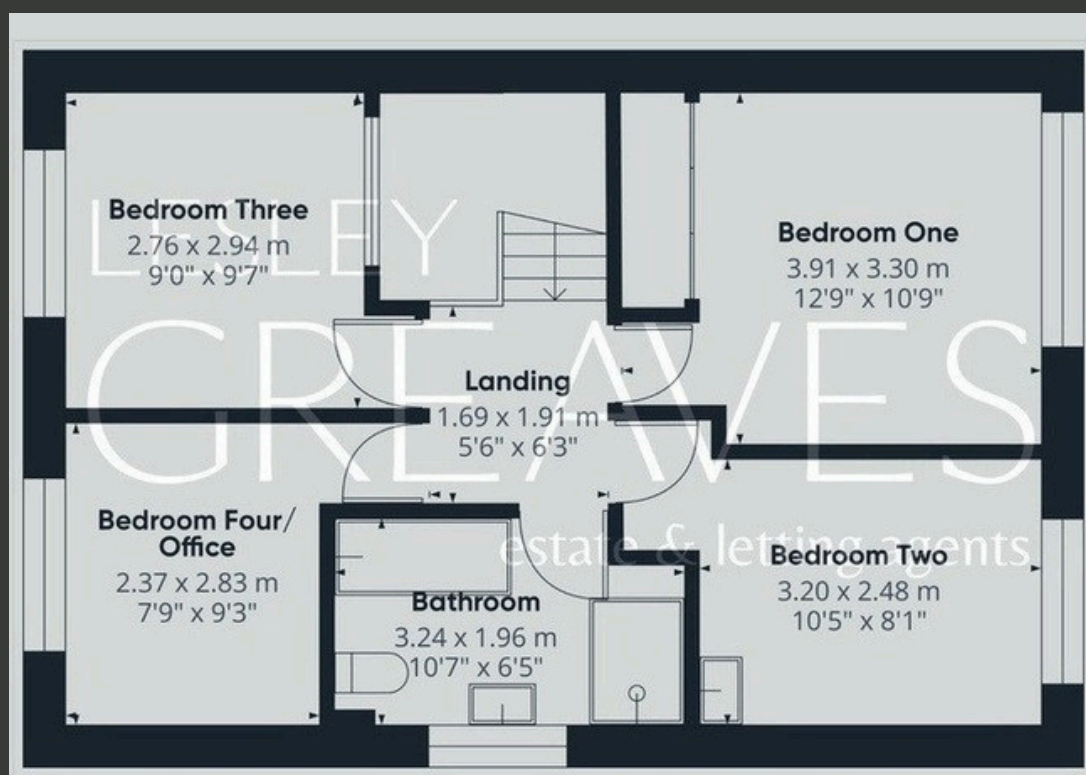 Bedroom Three
2.76 x 2.94 m
9'0" x 9'7"
Bedroom One
3.91 x 3.30 m
12'9" x 10'9"
LESLEY
GREAVES
estate & letting agents
Landing
1.69 x 1.91 m
5'6" x 6'3"
Bedroom Four/
Office
2.37 x 2.83 m
7'9" x 9'3"
Bathroom
3.24 x 1.96 m
10'7" x 6'5"
Bedroom Two
3.20 x 2.48 m
10'5" x 8'1"